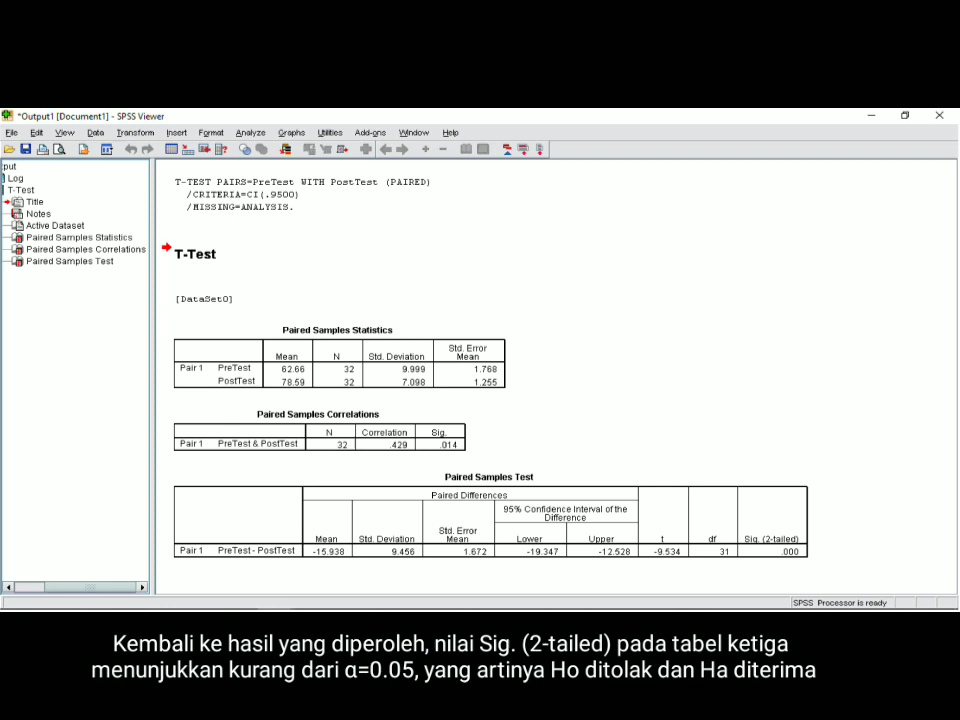 *Output1 [Document1] - SPSS Viewer
File Edit View Data Transform Insert Format Analyze Graphs Utilities Add-ons Window Help
put
Log
T-Test
Title
Notes
Active Dataset
Paired Samples Statistics
Paired Samples Correlations
Paired Samples Test
T-TEST PAIRS=PreTest WITH PostTest (PAIRED)
/CRITERIA=CI(.9500)
/MISSING=ANALYSIS.
T-Test
[DataSet0]
Paired Samples Statistics
Mean N Std. Deviation Std. Error Mean
Pair 1 PreTest 62.66 32 9.999 1.768
PostTest 78.59 32 7.098 1.255
Paired Samples Correlations
N Correlation Sig.
Pair 1 PreTest & PostTest 32 .429 .014
Paired Samples Test
Paired Differences
95% Confidence Interval of the Difference
Mean Std. Deviation Std. Error Mean Lower Upper t df Sig. (2-tailed)
Pair 1 PreTest - PostTest -15.938 9.456 1.672 -19.347 -12.528 -9.534 31 .000
SPSS Processor is ready
Kembali ke hasil yang diperoleh, nilai Sig. (2-tailed) pada tabel ketiga
menunjukkan kurang dari α=0.05, yang artinya Ho ditolak dan Ha diterima